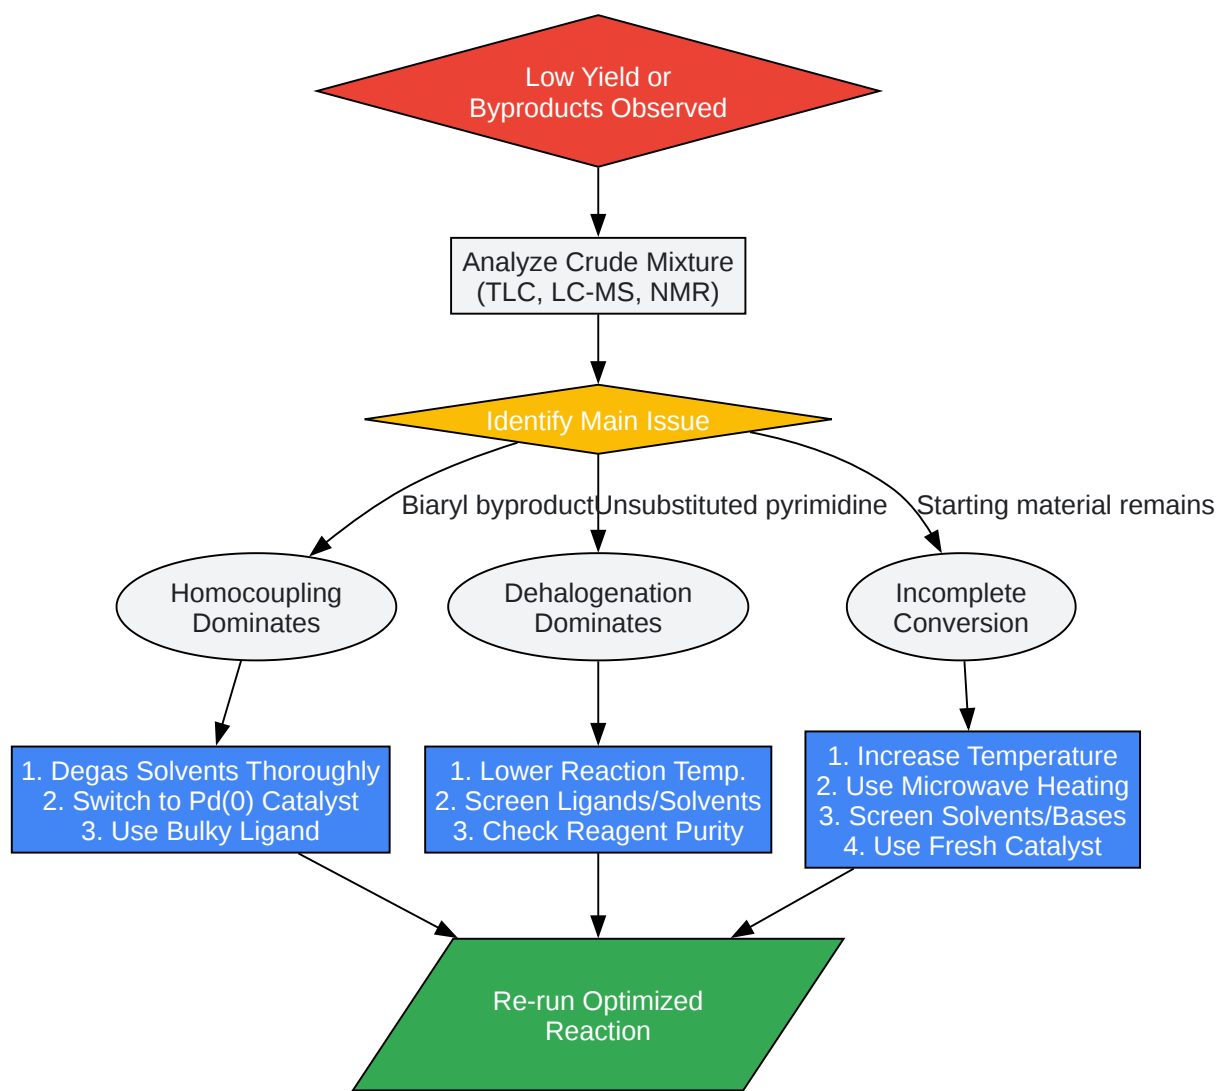 Low Yield or
Byproducts Observed
Analyze Crude Mixture
(TLC, LC-MS, NMR)
Identify Main Issue
Biaryl byproduct
Unsubstituted pyrimidine
Starting material remains
Homocoupling
Dominates
Dehalogenation
Dominates
Incomplete
Conversion
1. Degas Solvents Thoroughly
2. Switch to Pd(0) Catalyst
3. Use Bulky Ligand
1. Lower Reaction Temp.
2. Screen Ligands/Solvents
3. Check Reagent Purity
1. Increase Temperature
2. Use Microwave Heating
3. Screen Solvents/Bases
4. Use Fresh Catalyst
Re-run Optimized
Reaction